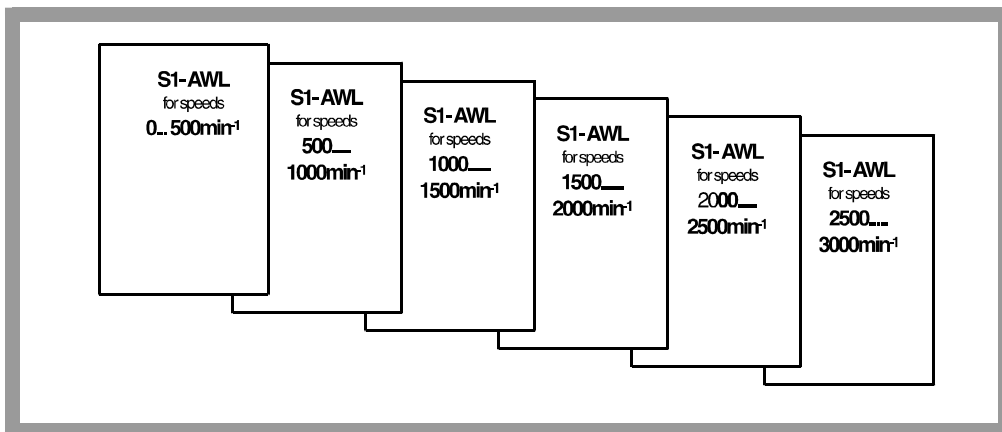 S1-AWL
for speeds
0... 500min-1
S1-AWL
for speeds
500....
1000min-1
S1-AWL
for speeds
1000....
1500min-1
S1-AWL
for speeds
1500....
2000min-1
S1-AWL
for speeds
2000....
2500min-1
S1-AWL
for speeds
2500....
3000min-1